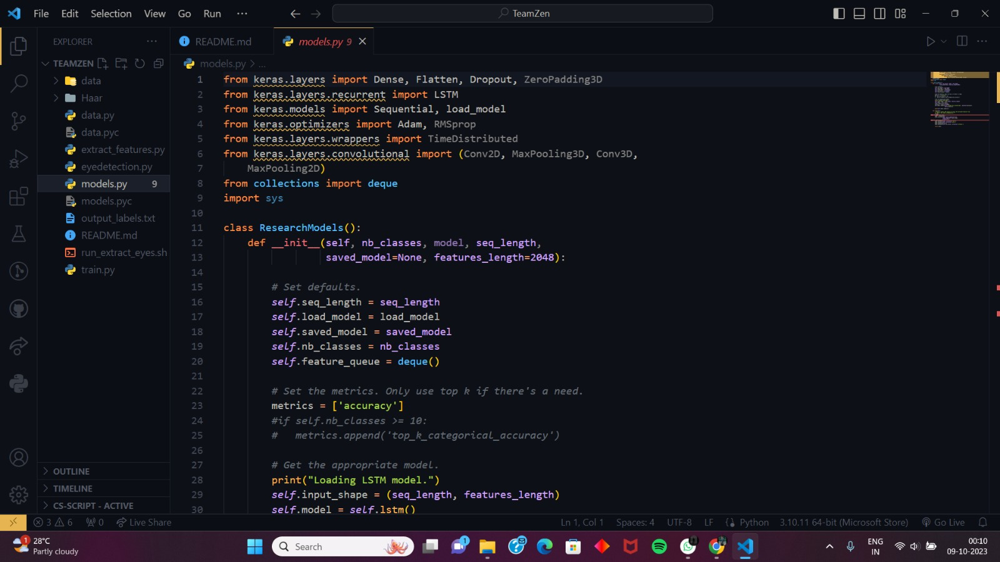 File Edit Selection View Go Run ··· TeamZen
EXPLORER ···
TEAMZEN
data
Haar
data.py
data.pyc
extract_features.py
eyedetection.py
models.py 9
models.pyc
output_labels.txt
README.md
run_extract_eyes.sh
train.py
OUTLINE
TIMELINE
CS-SCRIPT - ACTIVE
README.md models.py 9
models.py > ...
1 from keras.layers import Dense, Flatten, Dropout, ZeroPadding3D
2 from keras.layers.recurrent import LSTM
3 from keras.models import Sequential, load_model
4 from keras.optimizers import Adam, RMSprop
5 from keras.layers.wrappers import TimeDistributed
6 from keras.layers.convolutional import (Conv2D, MaxPooling3D, Conv3D,
7     MaxPooling2D)
8 from collections import deque
9 import sys
10
11 class ResearchModels():
12     def __init__(self, nb_classes, model, seq_length,
13                  saved_model=None, features_length=2048):
14
15         # Set defaults.
16         self.seq_length = seq_length
17         self.load_model = load_model
18         self.saved_model = saved_model
19         self.nb_classes = nb_classes
20         self.feature_queue = deque()
21
22         # Set the metrics. Only use top k if there's a need.
23         metrics = ['accuracy']
24         #if self.nb_classes >= 10:
25         #   metrics.append('top_k_categorical_accuracy')
26
27         # Get the appropriate model.
28         print("Loading LSTM model.")
29         self.input_shape = (seq_length, features_length)
30         self.model = self.lstm()
3 6 0 Live Share Ln 1, Col 1 Spaces: 4 UTF-8 LF Python 3.10.11 64-bit (Microsoft Store) Go Live
1 28°C
Partly cloudy
Search
1
ENG
IN
00:10
09-10-2023